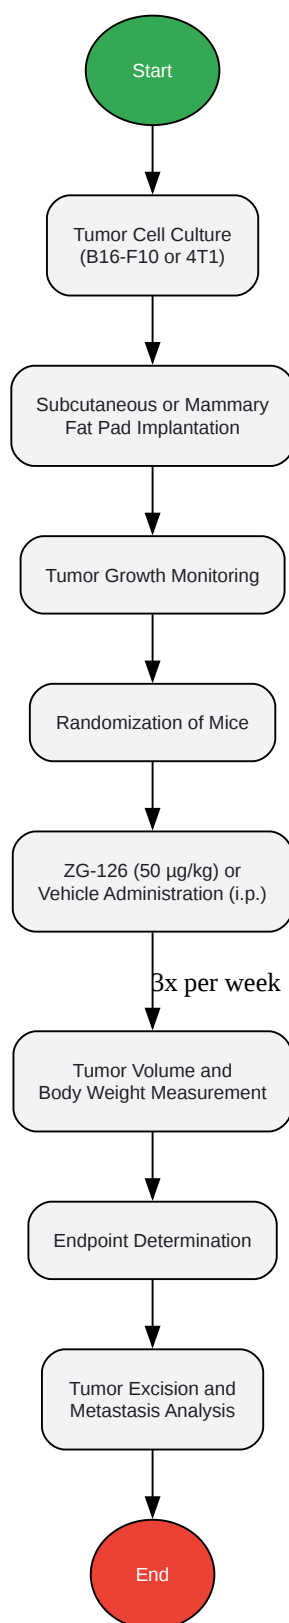 Start
Tumor Cell Culture
(B16-F10 or 4T1)
Subcutaneous or Mammary
Fat Pad Implantation
Tumor Growth Monitoring
Randomization of Mice
ZG-126 (50 µg/kg) or
Vehicle Administration (i.p.)
3x per week
Tumor Volume and
Body Weight Measurement
Endpoint Determination
Tumor Excision and
Metastasis Analysis
End